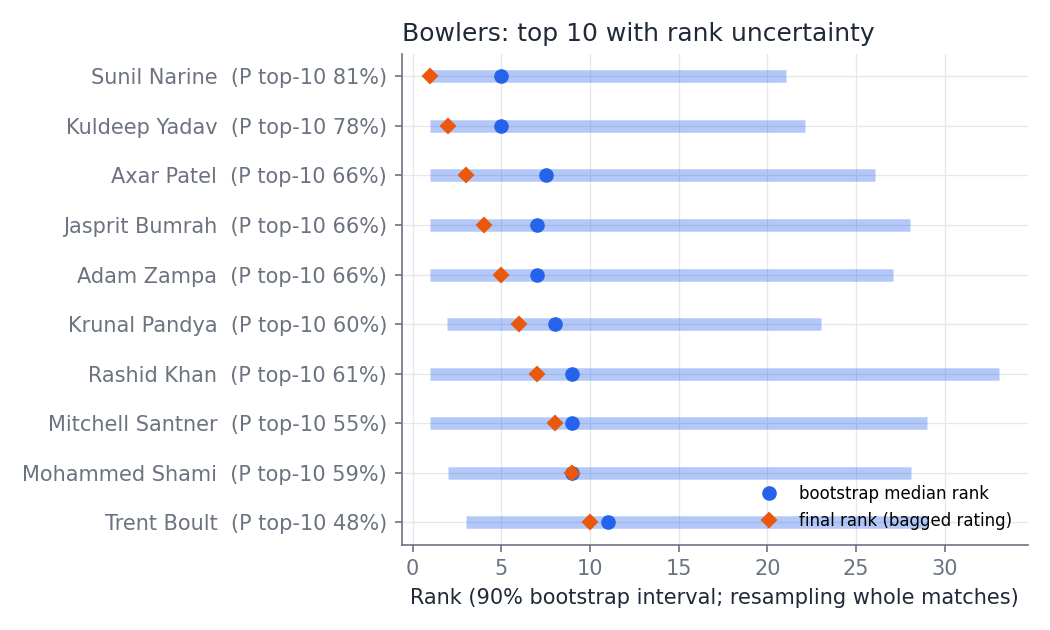 Bowlers: top 10 with rank uncertainty
Sunil Narine (P top-10 81%)
Kuldeep Yadav (P top-10 78%)
Axar Patel (P top-10 66%)
Jasprit Bumrah (P top-10 66%)
Adam Zampa (P top-10 66%)
Krunal Pandya (P top-10 60%)
Rashid Khan (P top-10 61%)
Mitchell Santner (P top-10 55%)
Mohammed Shami (P top-10 59%)
Trent Boult (P top-10 48%)
bootstrap median rank
final rank (bagged rating)
0 5 10 15 20 25 30
Rank (90% bootstrap interval; resampling whole matches)